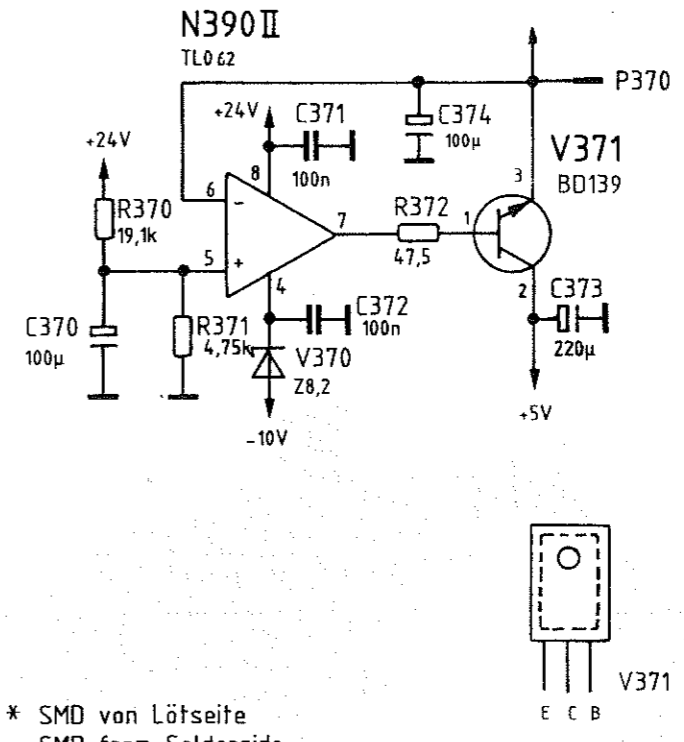 N390 II
TL062
P370
+24V
C371
100n
C374
100µ
V371
BD139
+24V
8
3
6
-
R370
19,1k
7
R372
47,5
1
5
+
4
2
C373
220µ
C370
100µ
R371
4,75k
C372
100n
V370
Z8,2
-10V
+5V
V371
E C B
* SMD von Lötseite